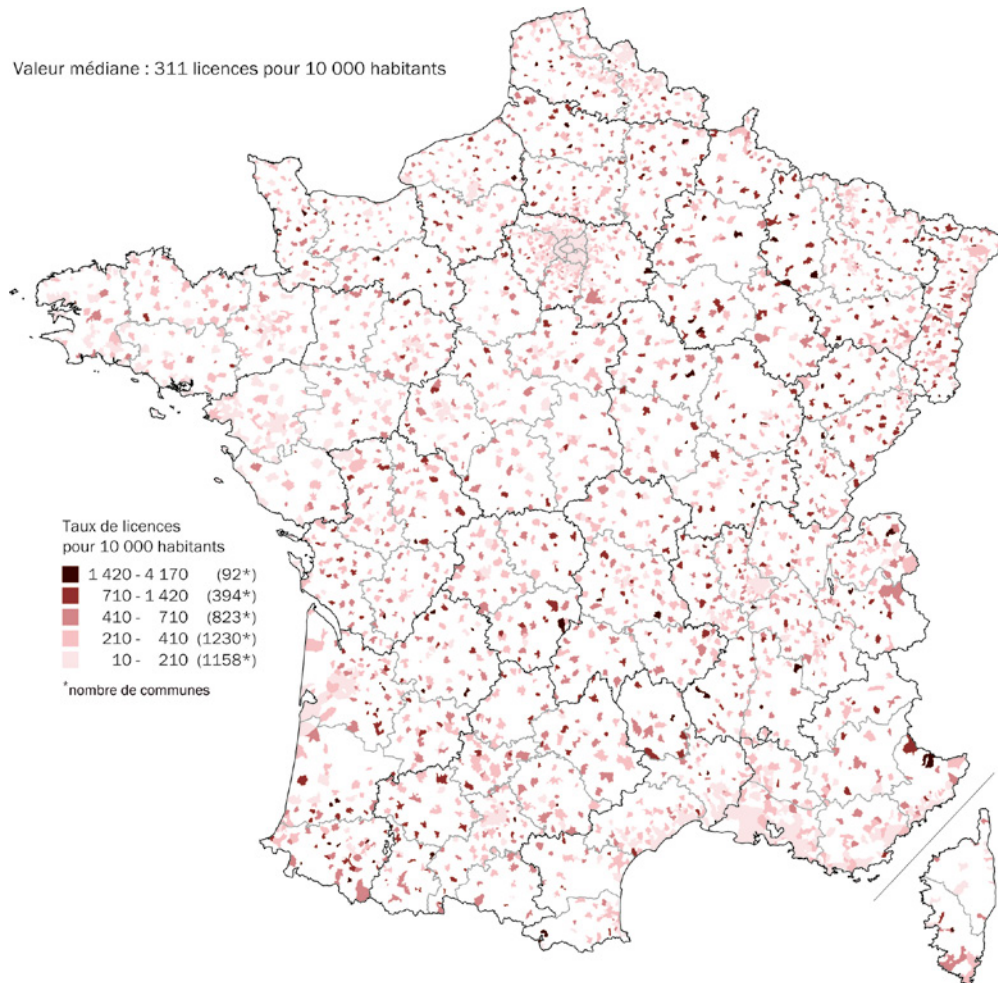 Valeur médiane : 311 licences pour 10 000 habitants
Taux de licences
pour 10 000 habitants
1 420 - 4 170 (92*)
710 - 1 420 (394*)
410 - 710 (823*)
210 - 410 (1230*)
10 - 210 (1158*)
*nombre de communes